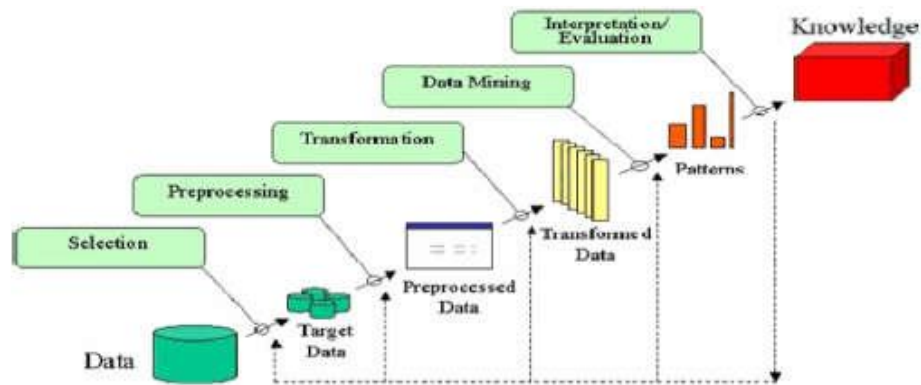 Interpretation/
Evaluation
Knowledge
Data Mining
Transformation
Patterns
Preprocessing
Transformed
Data
Selection
Preprocessed
Data
Target
Data
Data